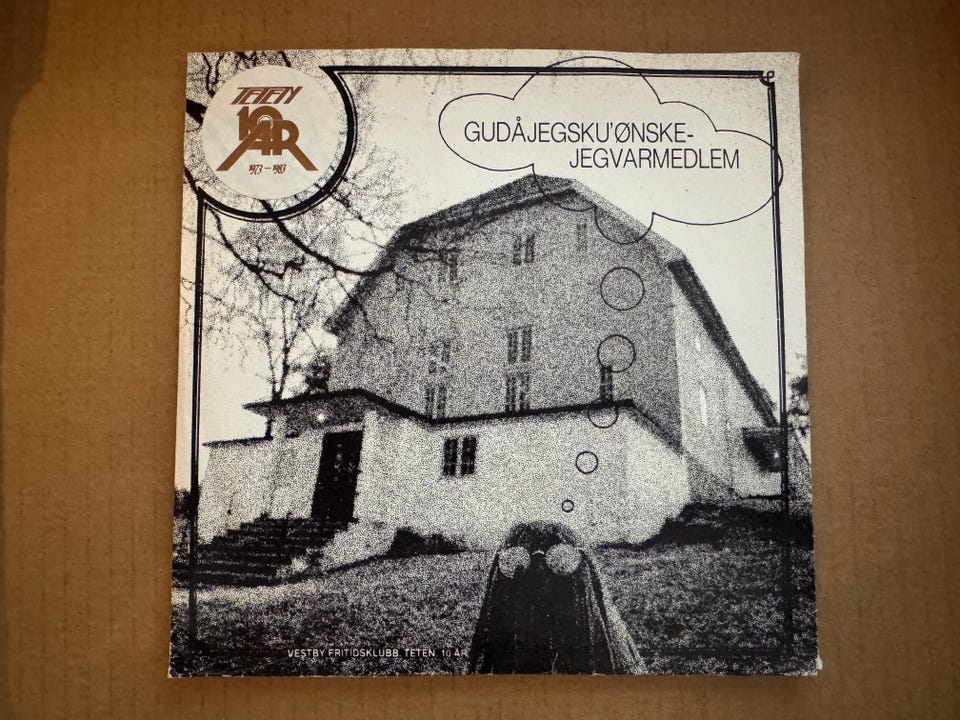 TETEN
10
ÅR
1973 - 1983
GUDÅJEGSKU'ØNSKE-
JEGVARMEDLEM
VESTBY FRITIDSKLUBB. TETEN. 10 ÅR